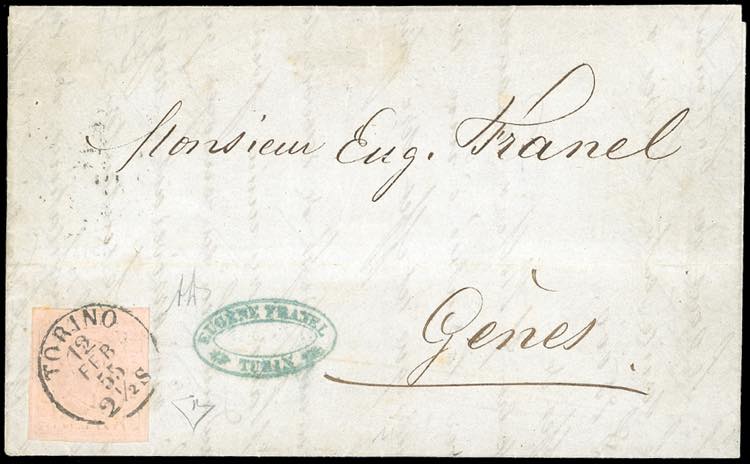 Monsieur Eug. Franel
Gènes.
EUGÈNE FRANEL
TURIN
TORINO
12
FEB
55
2 1/2 S